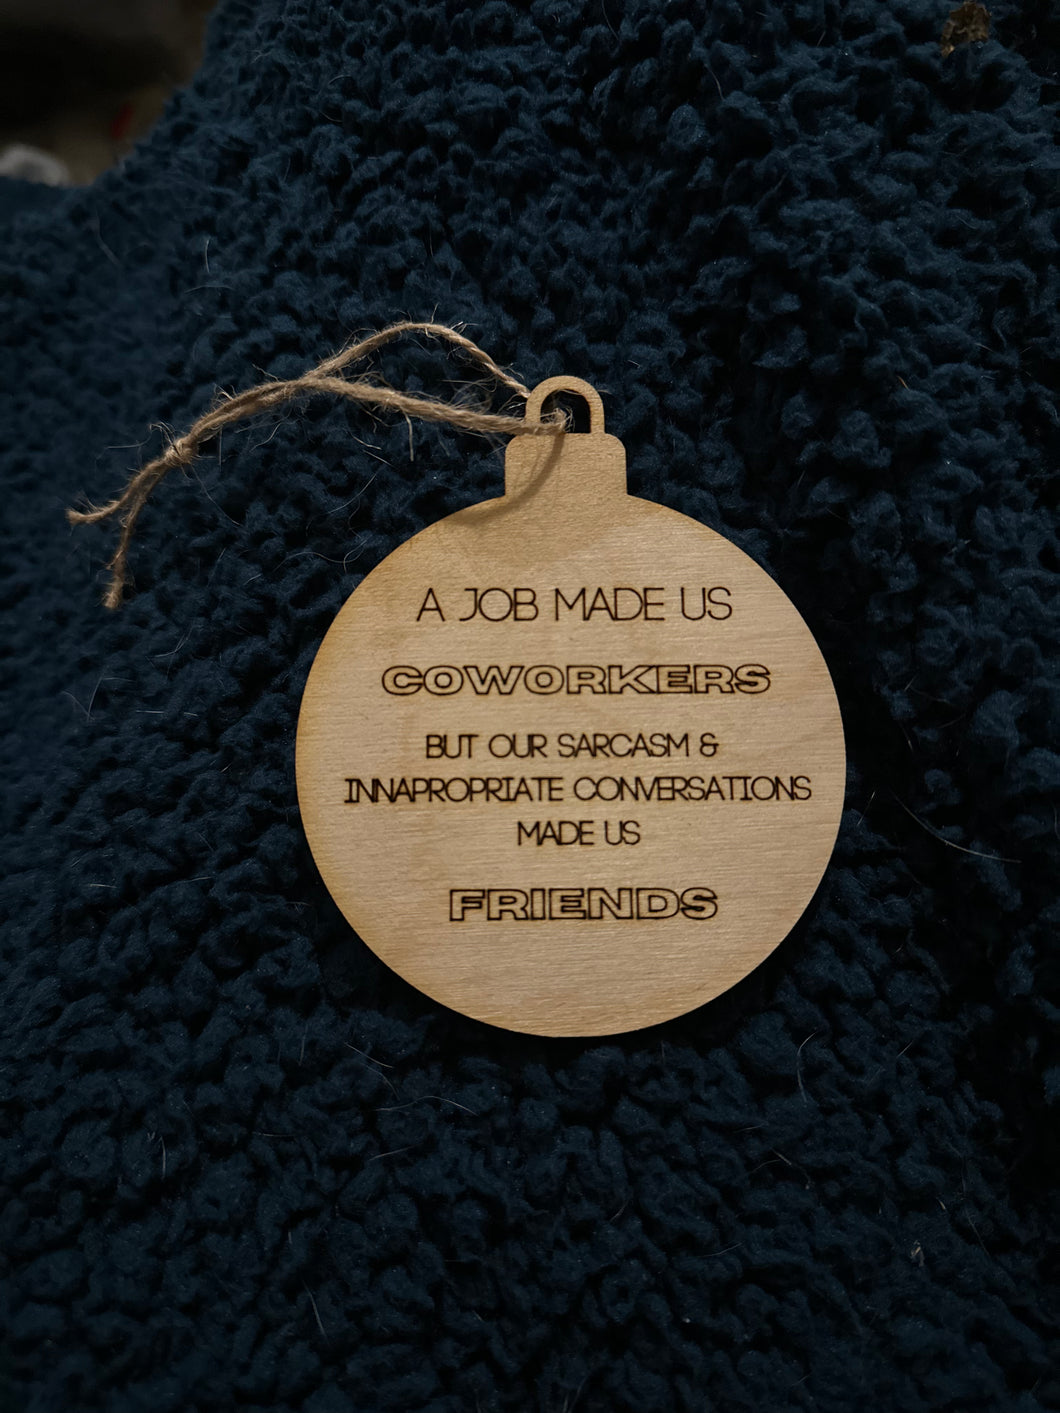 A JOB MADE US
COWORKERS
BUT OUR SARCASM &
INNAPROPRIATE CONVERSATIONS
MADE US
FRIENDS